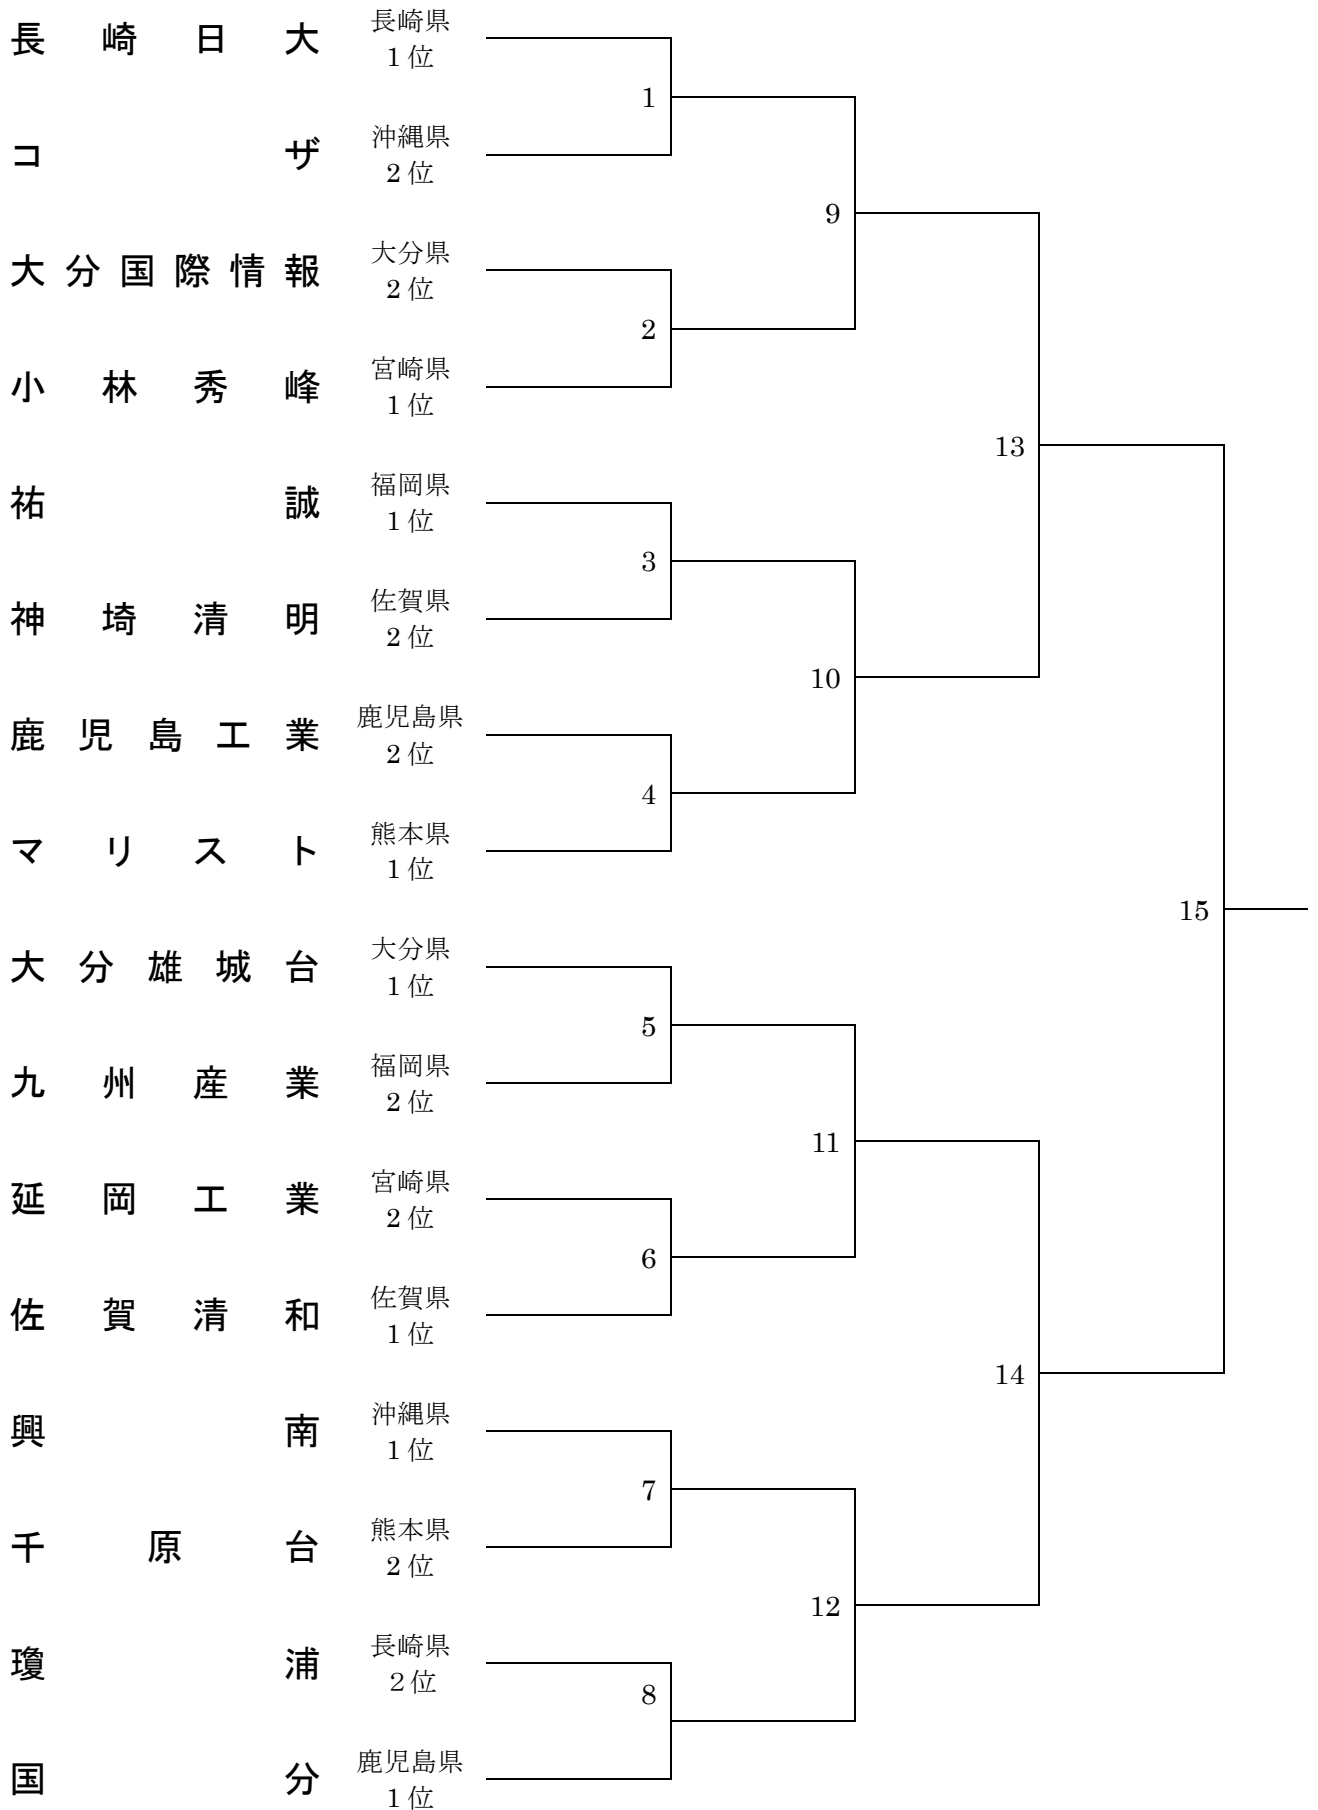 長崎日大 長崎県
1位
1
コザ 沖縄県
2位
9
大分国際情報 大分県
2位
2
小林秀峰 宮崎県
1位
13
祐誠 福岡県
1位
3
神埼清明 佐賀県
2位
10
鹿児島工業 鹿児島県
2位
4
マリスト 熊本県
1位
15
大分雄城台 大分県
1位
5
九州産業 福岡県
2位
11
延岡工業 宮崎県
2位
6
佐賀清和 佐賀県
1位
14
興南 沖縄県
1位
7
千原台 熊本県
2位
12
瓊浦 長崎県
2位
8
国分 鹿児島県
1位